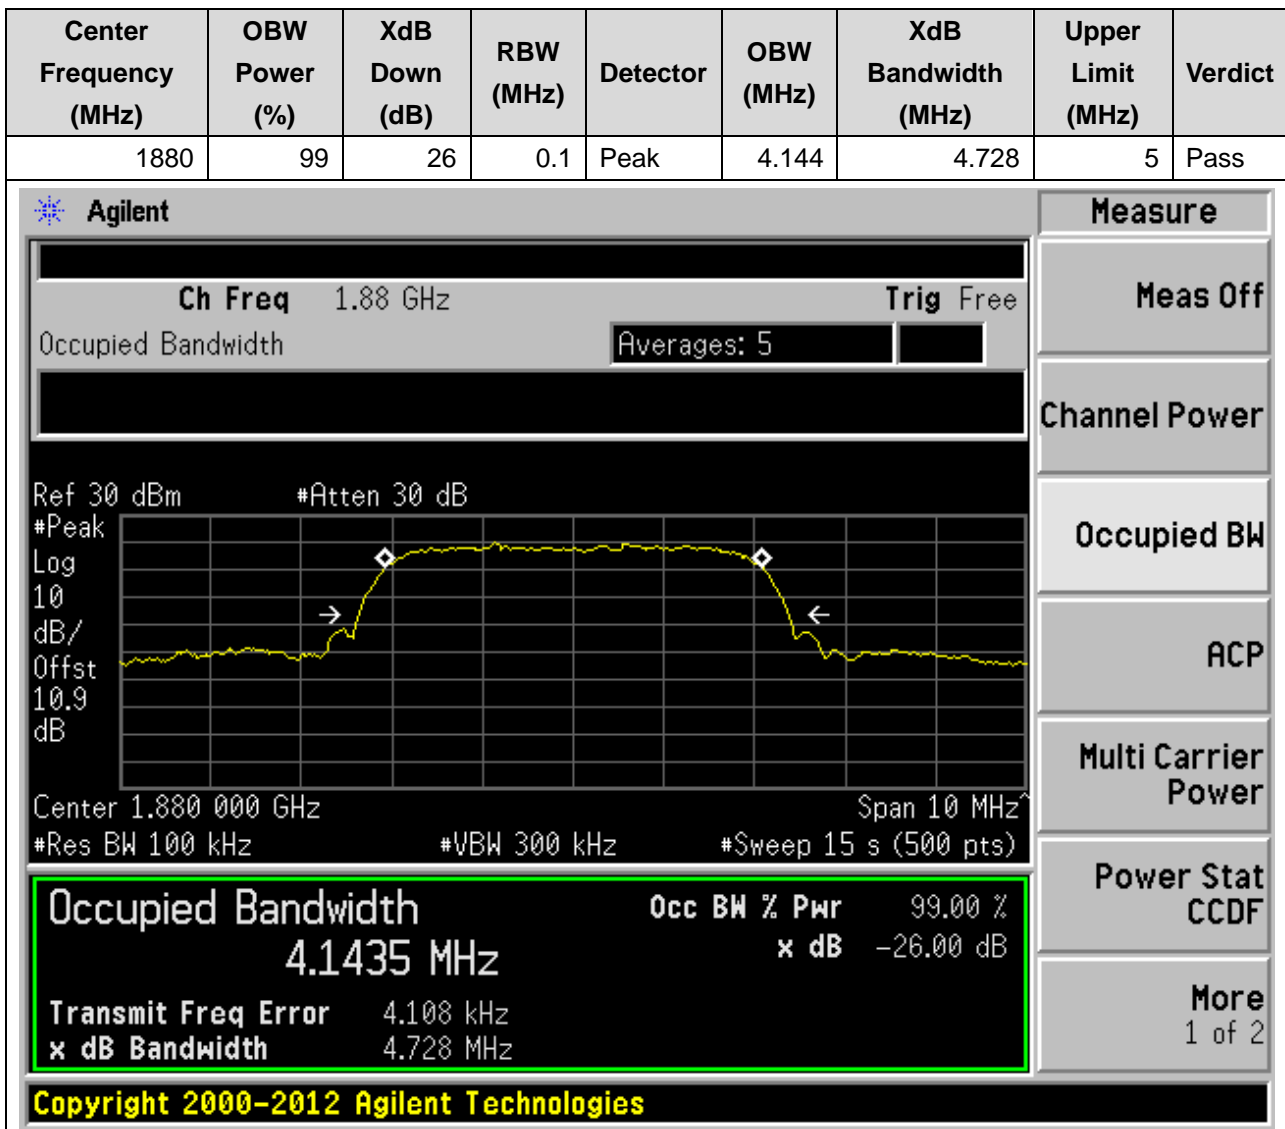 Center Frequency (MHz) OBW Power (%) XdB Down (dB) RBW (MHz) Detector OBW (MHz) XdB Bandwidth (MHz) Upper Limit (MHz) Verdict
1880 99 26 0.1 Peak 4.144 4.728 5 Pass
Agilent
Measure
Ch Freq 1.88 GHz Trig Free
Meas Off
Occupied Bandwidth Averages: 5
Channel Power
Ref 30 dBm #Atten 30 dB
#Peak
Log
10
dB/
Offst
10.9
dB
Occupied BW
ACP
Multi Carrier
Power
Center 1.880 000 GHz Span 10 MHz^
#Res BW 100 kHz #VBW 300 kHz #Sweep 15 s (500 pts)
Power Stat
CCDF
Occupied Bandwidth Occ BW % Pwr 99.00 %
4.1435 MHz x dB -26.00 dB
Transmit Freq Error 4.108 kHz
x dB Bandwidth 4.728 MHz
More
1 of 2
Copyright 2000-2012 Agilent Technologies